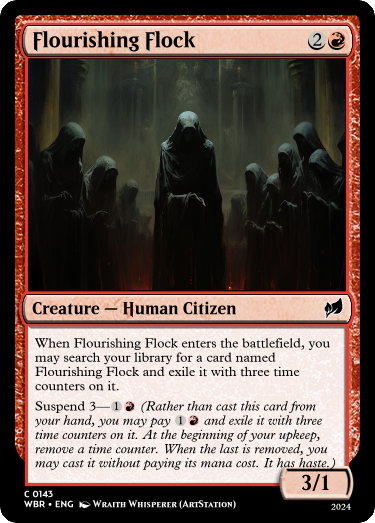 Flourishing Flock 2
Creature — Human Citizen
When Flourishing Flock enters the battlefield, you
may search your library for a card named
Flourishing Flock and exile it with three time
counters on it.
Suspend 3—1 (Rather than cast this card from
your hand, you may pay 1 and exile it with
three time counters on it. At the beginning of your upkeep,
remove a time counter. When the last is removed, you
may cast it without paying its mana cost. It has haste.)
3/1
C 0143
WBR • ENG Wraith Whisperer (ArtStation)
2024